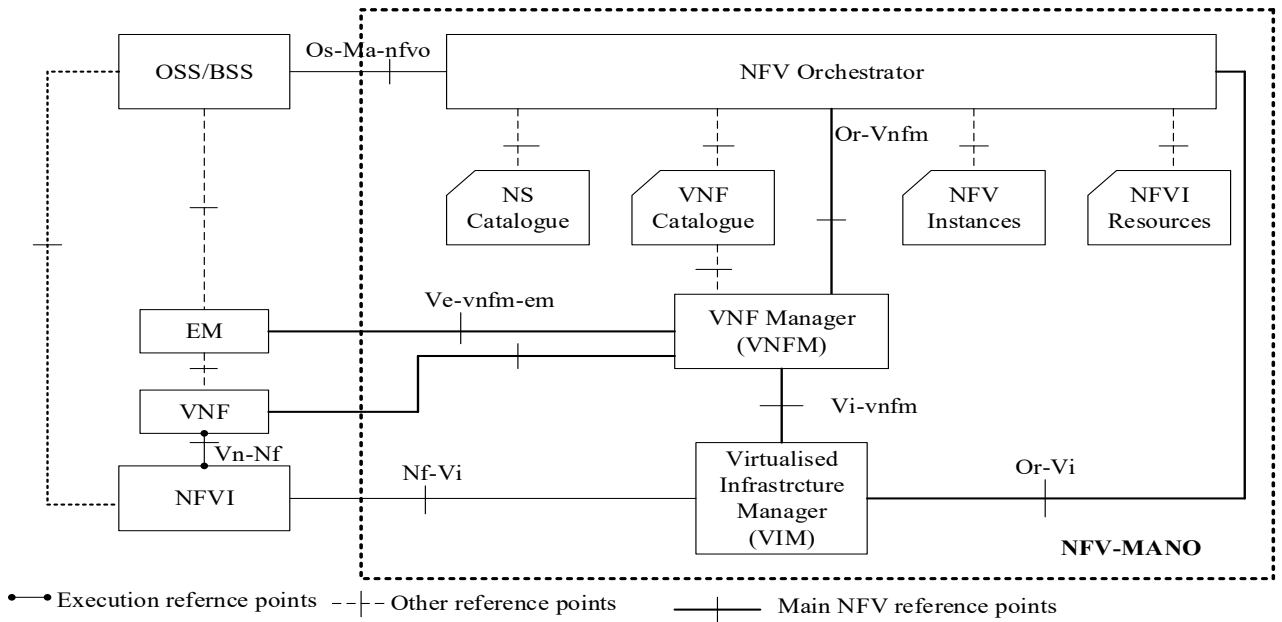 Os-Ma-nfvo
OSS/BSS
NFV Orchestrator
Or-Vnfm
NS
Catalogue
VNF
Catalogue
NFV
Instances
NFVI
Resources
Ve-vnfm-em
EM
VNF Manager
(VNFM)
VNF
Vi-vnfm
Vn-Nf
Nf-Vi
NFVI
Virtualised
Infrastrcture
Manager
(VIM)
Or-Vi
NFV-MANO
Execution refernce points
Other reference points
Main NFV reference points